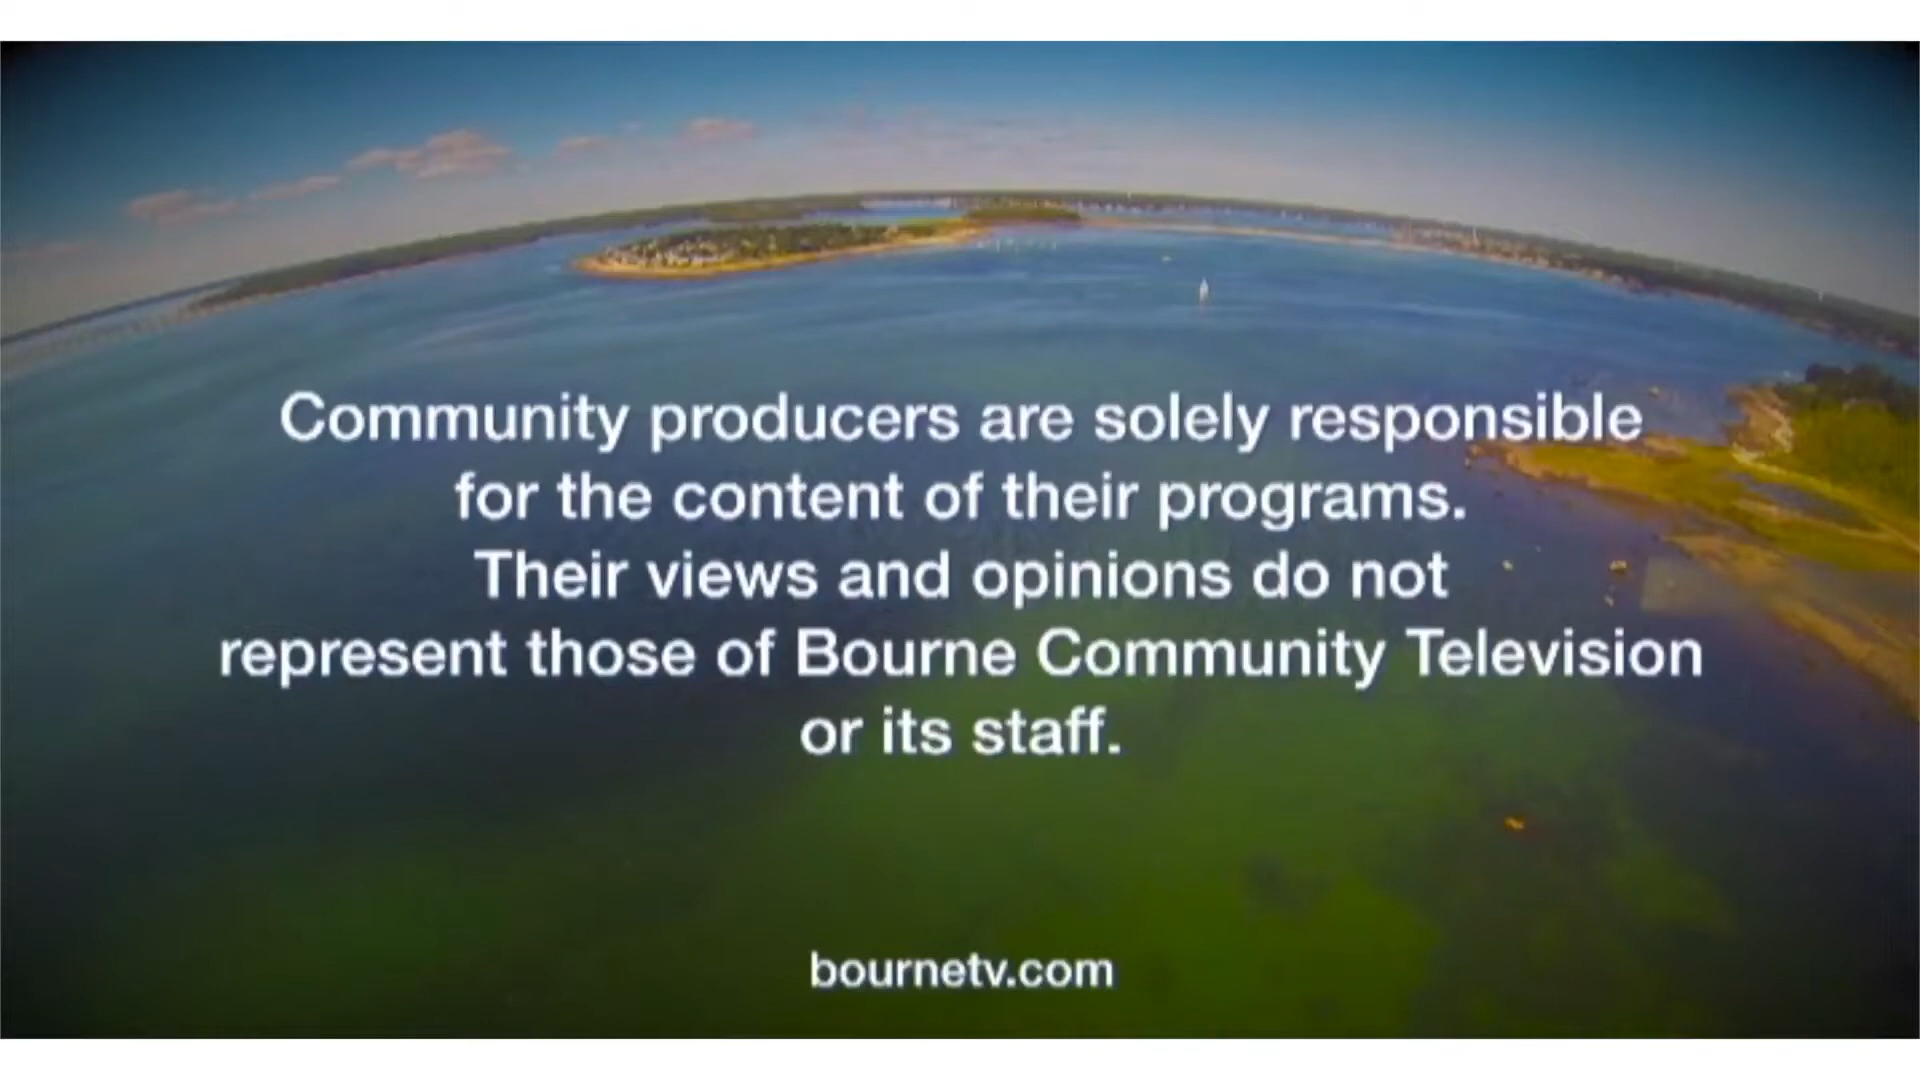 Community producers are solely responsible
for the content of their programs.
Their views and opinions do not
represent those of Bourne Community Television
or its staff.
bournetv.com